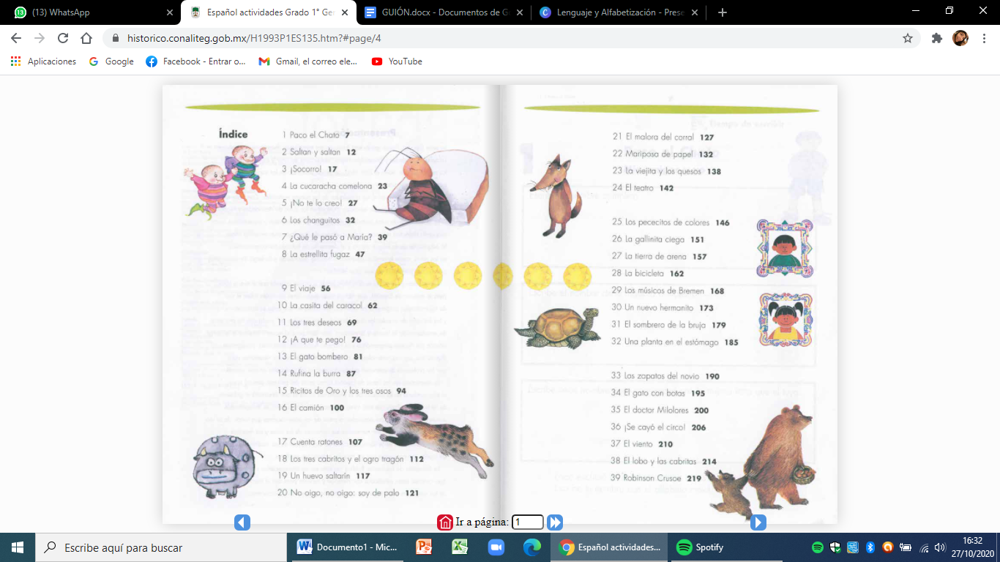 (13) WhatsApp
Español actividades Grado 1° Ger
GUIÓN.docx - Documentos de G
Lenguaje y Alfabetización - Prese
historico.conaliteg.gob.mx/H1993P1ES135.htm?#page/4
Aplicaciones
Google
Facebook - Entrar o...
Gmail, el correo ele...
YouTube
Índice
1 Paco el Chato 7
2 Saltan y saltan 12
3 ¡Socorro! 17
4 La cucaracha comelona 23
5 ¡No te lo creo! 27
6 Los changuitos 32
7 ¿Qué le pasó a María? 39
8 La estrellita fugaz 47
9 El viaje 56
10 La casita del caracol 62
11 Los tres deseos 69
12 ¡A que te pego! 76
13 El gato bombero 81
14 Rufina la burra 87
15 Ricitos de Oro y los tres osos 94
16 El camión 100
17 Cuenta ratones 107
18 Los tres cabritos y el ogro tragón 112
19 Un huevo saltarín 117
20 No oigo, no oigo: soy de palo 121
21 El malora del corral 127
22 Mariposa de papel 132
23 La viejita y los quesos 138
24 El teatro 142
25 Los pececitos de colores 146
26 La gallinita ciega 151
27 La tierra de arena 157
28 La bicicleta 162
29 Los músicos de Bremen 168
30 Un nuevo hermanito 173
31 El sombrero de la bruja 179
32 Una planta en el estómago 185
33 Los zapatos del novio 190
34 El gato con botas 195
35 El doctor Milolores 200
36 ¡Se cayó el circo! 206
37 El viento 210
38 El lobo y las cabritas 214
39 Robinson Crusoe 219
Ir a página: 1
Escribe aquí para buscar
Documento1 - Mic...
Español actividades...
Spotify
16:32
27/10/2020